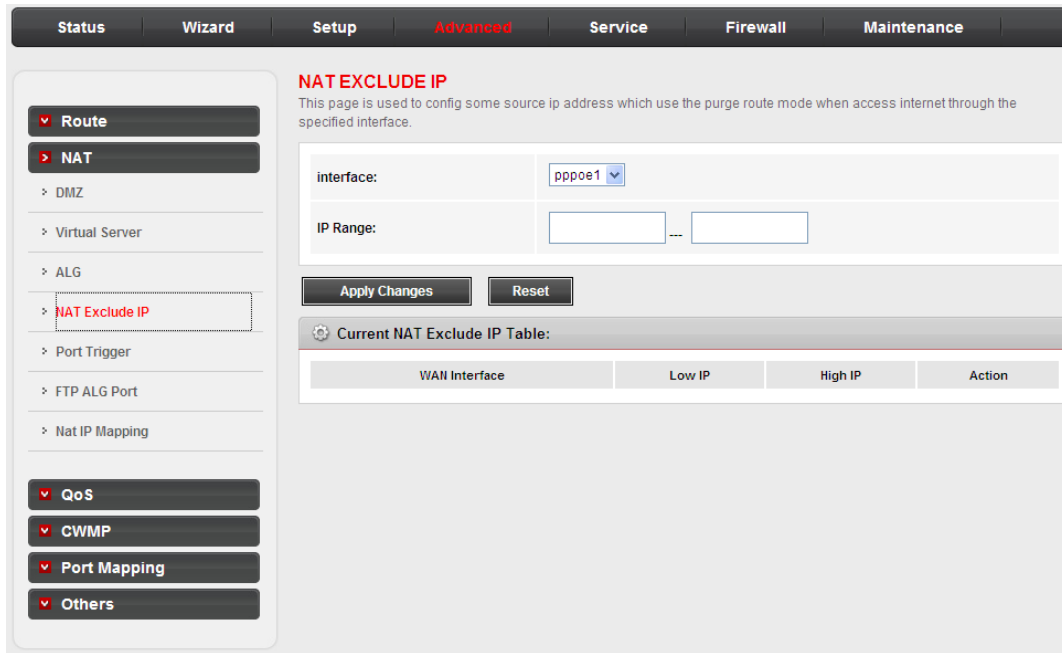 Status Wizard Setup Advanced Service Firewall Maintenance
Route
NAT
DMZ
Virtual Server
ALG
NAT Exclude IP
Port Trigger
FTP ALG Port
Nat IP Mapping
QoS
CWMP
Port Mapping
Others
NAT EXCLUDE IP
This page is used to config some source ip address which use the purge route mode when access internet through the
specified interface.
interface: pppoe1
IP Range: ---
Apply Changes Reset
Current NAT Exclude IP Table:
WAN Interface Low IP High IP Action